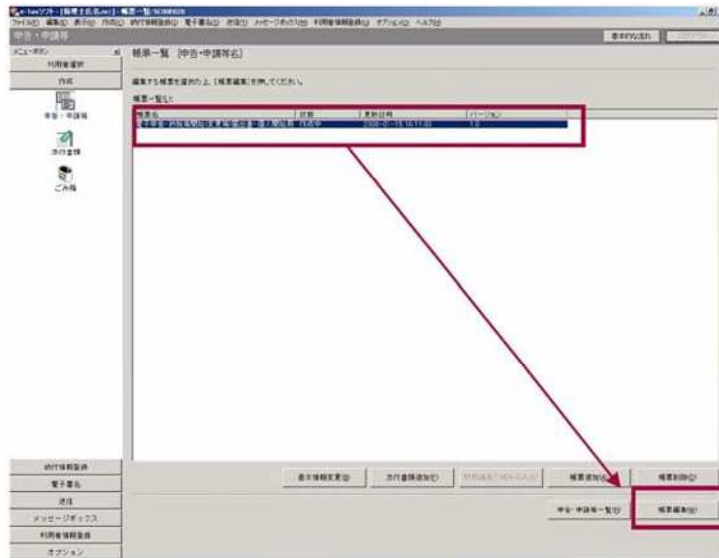 ファイル(F) 編集(E) 表示(V) 作成(C) 納付情報登録(J) 電子署名(G) 送信(T) メッセージボックス(B) 利用者情報登録(U) オプション(O) ヘルプ(H)
申告・申請等
基本的な流れ
メニューボタン
利用者選択
作成
申告・申請等
添付書類
ごみ箱
帳票一覧 [申告・申請等名]
編集する帳票を選択の上、[帳票編集]を押してください。
帳票一覧(L):
帳票名 状態 更新日時 バージョン
作成中
納付情報登録
電子署名
送信
メッセージボックス
利用者情報登録
オプション
基本情報変更 添付書類追加 帳票追加 帳票削除
申告・申請等一覧 帳票編集